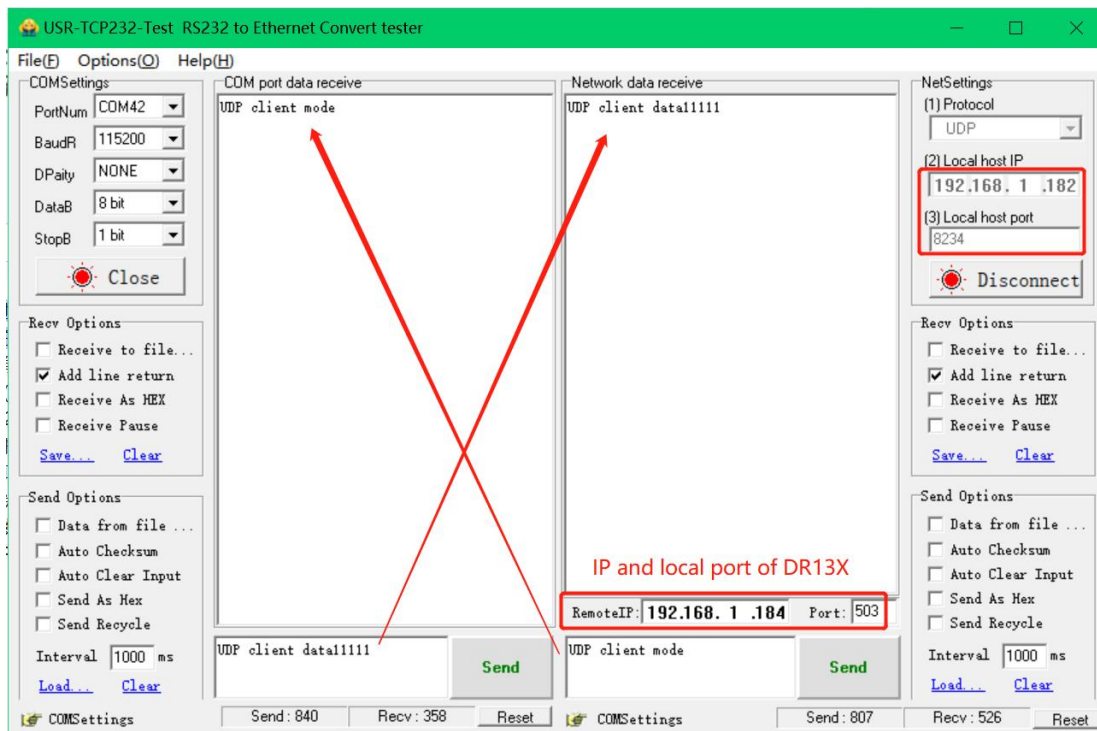 USR-TCP232-Test RS232 to Ethernet Convert tester
File(F) Options(O) Help(H)
COMSettings
PortNum COM42
BaudR 115200
DPaity NONE
DataB 8 bit
StopB 1 bit
Close
Recv Options
Receive to file...
Add line return
Receive As HEX
Receive Pause
Save... Clear
Send Options
Data from file ...
Auto Checksum
Auto Clear Input
Send As Hex
Send Recycle
Interval 1000 ms
Load... Clear
COM port data receive
UDP client mode
UDP client data11111
Send
Network data receive
UDP client data11111
IP and local port of DR13X
RemoteIP: 192.168. 1 .184 Port: 503
UDP client mode
Send
NetSettings
(1) Protocol
UDP
(2) Local host IP
192.168. 1 .182
(3) Local host port
8234
Disconnect
Recv Options
Receive to file...
Add line return
Receive As HEX
Receive Pause
Save... Clear
Send Options
Data from file ...
Auto Checksum
Auto Clear Input
Send As Hex
Send Recycle
Interval 1000 ms
Load... Clear
COMSettings Send : 840 Recv : 358 Reset
COMSettings Send : 807 Recv : 526 Reset